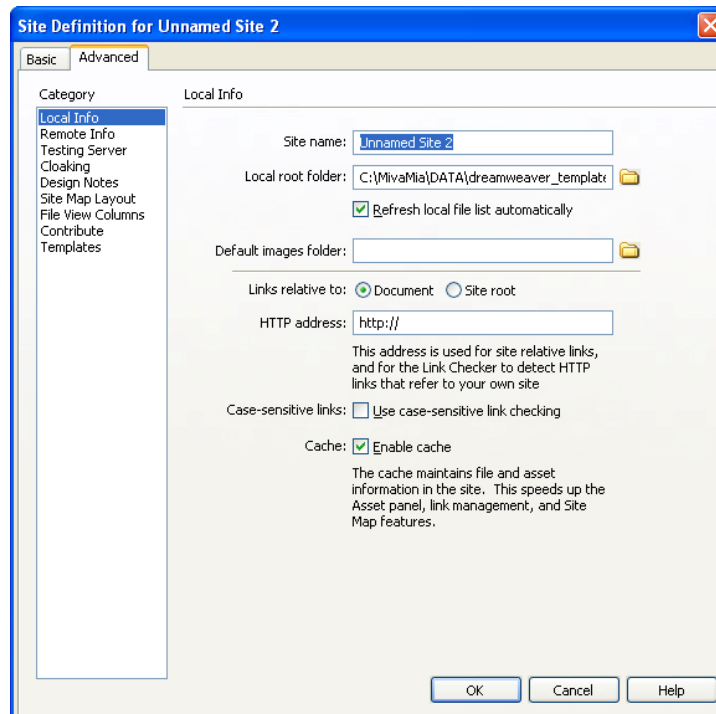 Site Definition for Unnamed Site 2
Basic
Advanced
Category
Local Info
Remote Info
Testing Server
Cloaking
Design Notes
Site Map Layout
File View Columns
Contribute
Templates
Local Info
Site name: Unnamed Site 2
Local root folder: C:\MivaMia\DATA\dreamweaver_template
Refresh local file list automatically
Default images folder:
Links relative to: Document Site root
HTTP address: http://
This address is used for site relative links,
and for the Link Checker to detect HTTP
links that refer to your own site
Case-sensitive links: Use case-sensitive link checking
Cache: Enable cache
The cache maintains file and asset
information in the site. This speeds up the
Asset panel, link management, and Site
Map features.
OK Cancel Help